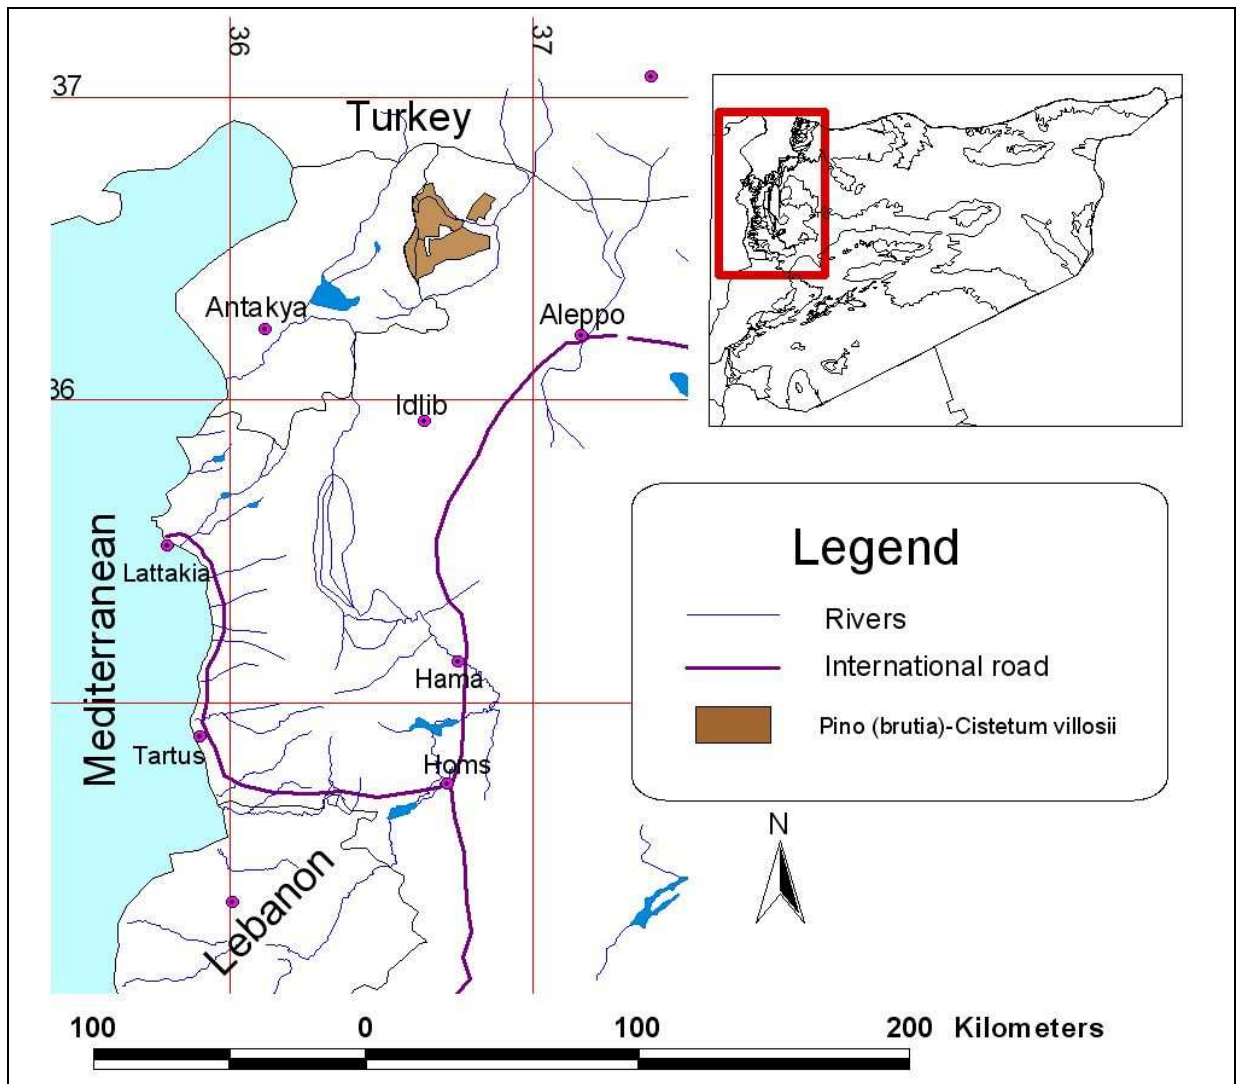 36
37
37
Turkey
Antakya
Aleppo
36
Idlib
Mediterranean
Lattakia
Hama
Tartus
Homs
Lebanon
Legend
Rivers
International road
Pino (brutia)-Cistetum villosii
N
100 0 100 200 Kilometers